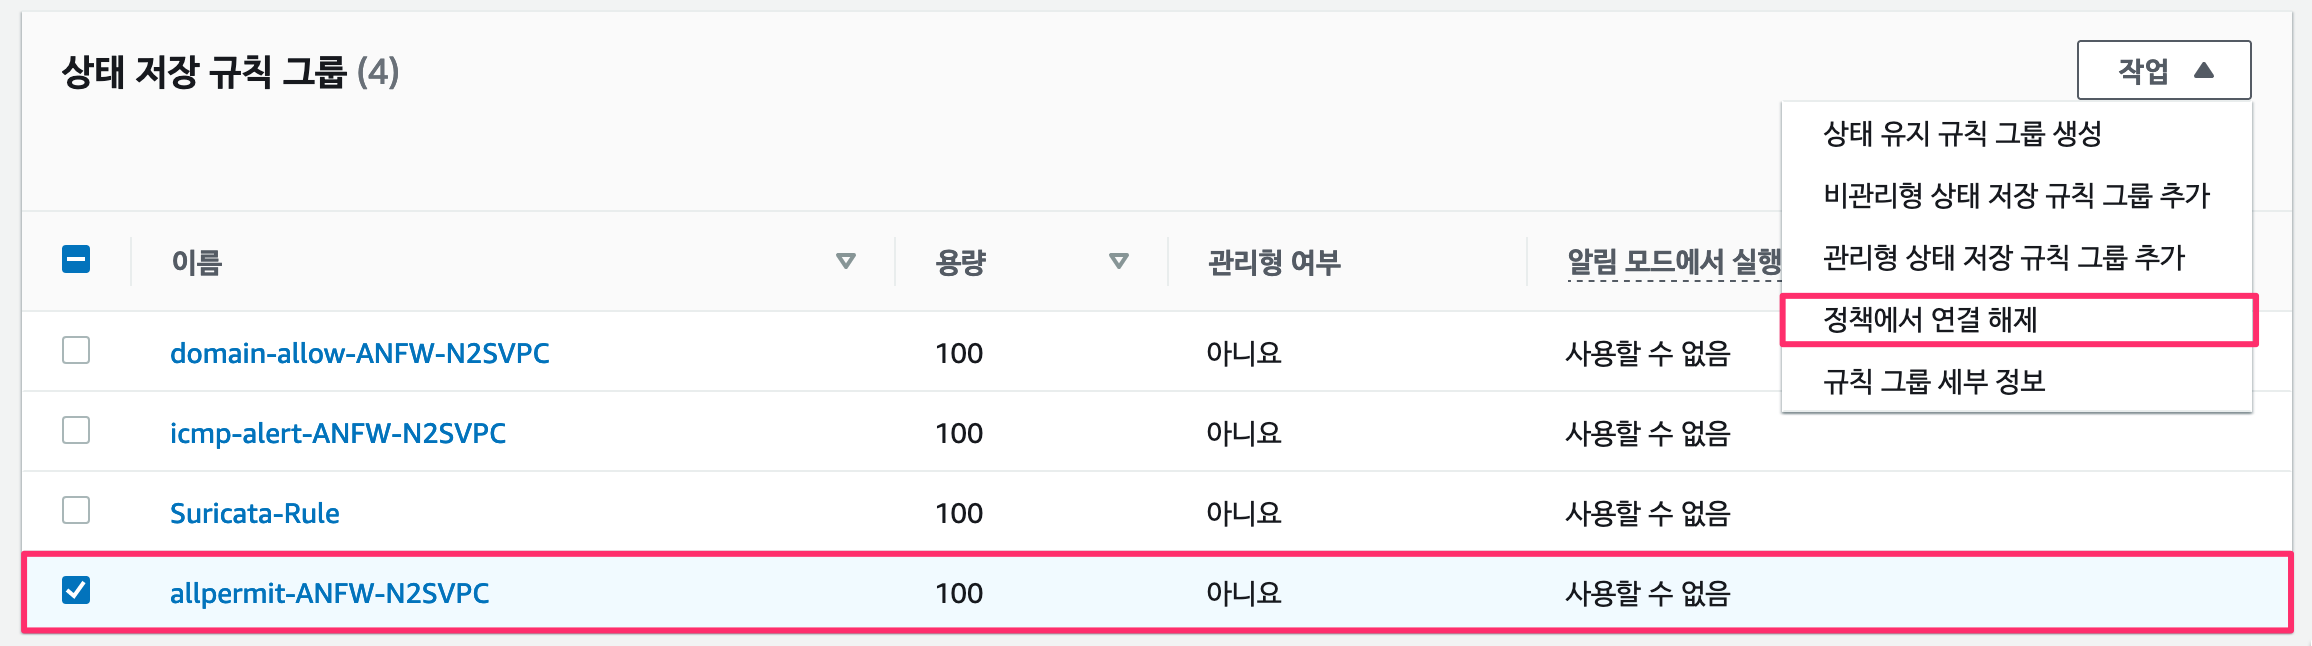 상태 저장 규칙 그룹 (4)
작업
상태 유지 규칙 그룹 생성
비관리형 상태 저장 규칙 그룹 추가
관리형 상태 저장 규칙 그룹 추가
정책에서 연결 해제
규칙 그룹 세부 정보
이름 용량 관리형 여부 알림 모드에서 실행
domain-allow-ANFW-N2SVPC 100 아니요 사용할 수 없음
icmp-alert-ANFW-N2SVPC 100 아니요 사용할 수 없음
Suricata-Rule 100 아니요 사용할 수 없음
allpermit-ANFW-N2SVPC 100 아니요 사용할 수 없음